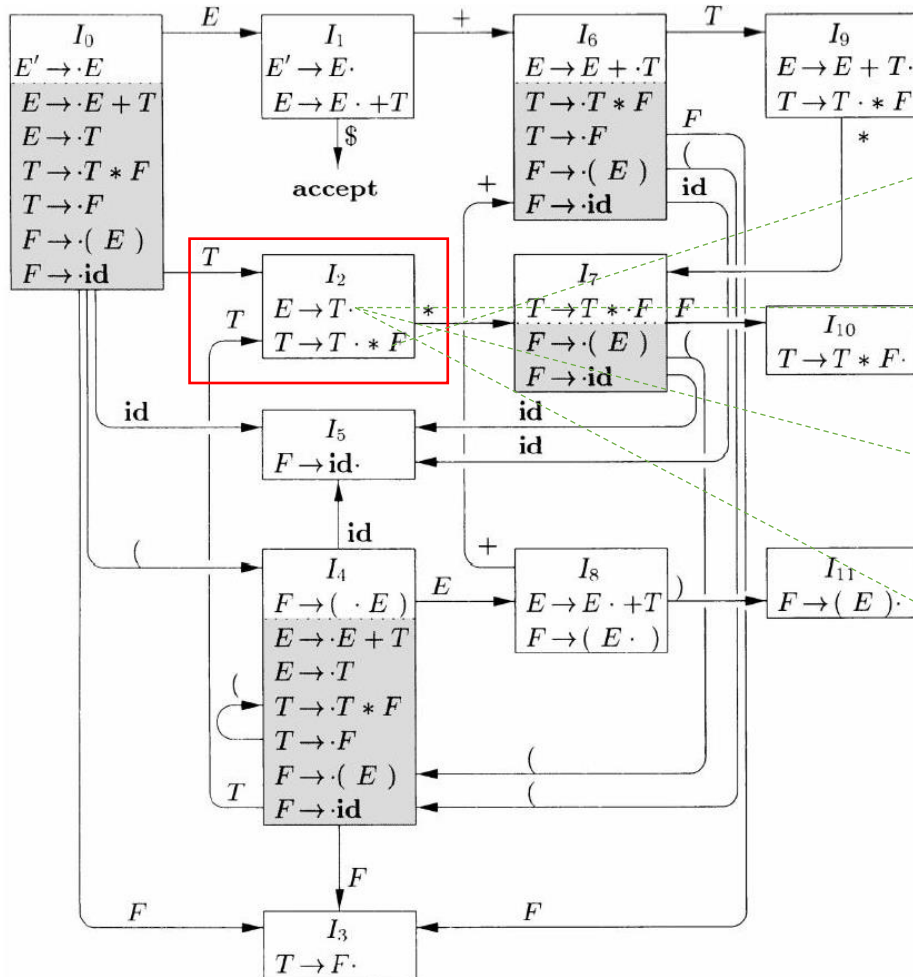 I₀
E′ → ·E
E → ·E + T
E → ·T
T → ·T * F
T → ·F
F → ·( E )
F → ·id
E
I₁
E′ → E·
E → E · +T
$
accept
+
I₆
E → E + ·T
T → ·T * F
T → ·F
F → ·( E )
F → ·id
T
I₉
E → E + T·
T → T · * F
*
F
(
id
+
T
T
I₂
E → T·
T → T · * F
*
I₇
T → T * ·F
F → ·( E )
F → ·id
F
(
I₁₀
T → T * F·
id
id
id
I₅
F → id·
id
(
I₄
F → ( · E )
E → ·E + T
E → ·T
T → ·T * F
T → ·F
F → ·( E )
F → ·id
(
T
E
+
I₈
E → E · +T
F → ( E · )
)
I₁₁
F → ( E )·
(
(
F
F
F
I₃
T → F·